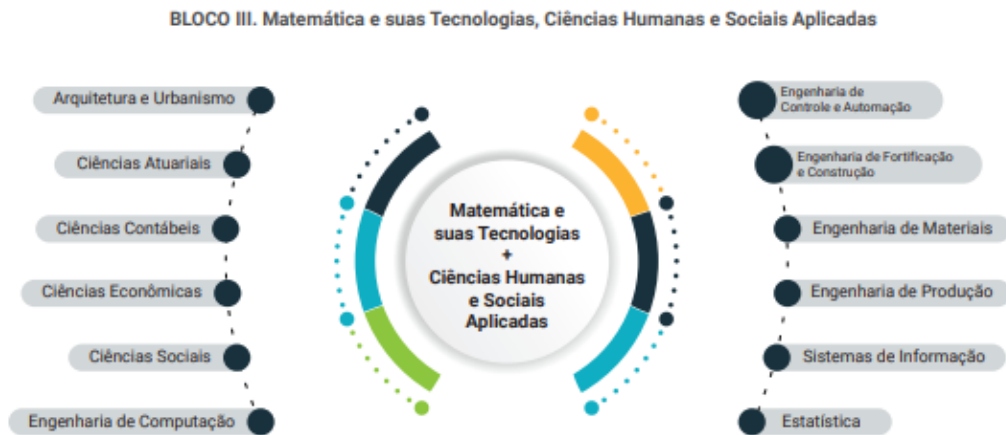 BLOCO III. Matemática e suas Tecnologias, Ciências Humanas e Sociais Aplicadas
Arquitetura e Urbanismo
Ciências Atuariais
Ciências Contábeis
Ciências Econômicas
Ciências Sociais
Engenharia de Computação
Matemática e
suas Tecnologias
+
Ciências Humanas
e Sociais
Aplicadas
Engenharia de
Controle e Automação
Engenharia de Fortificação
e Construção
Engenharia de Materiais
Engenharia de Produção
Sistemas de Informação
Estatística